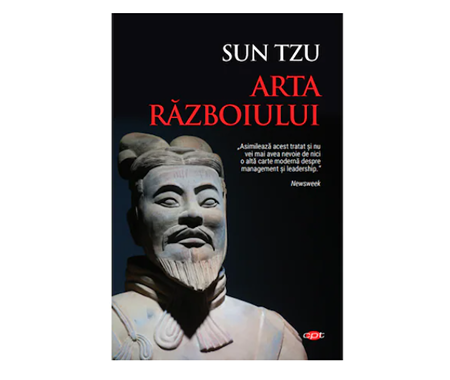 SUN TZU
ARTA
RĂZBOIULUI
„Asimilează acest tratat și nu
vei mai avea nevoie de nici
o altă carte modernă despre
management și leadership.”
Newsweek
cpt